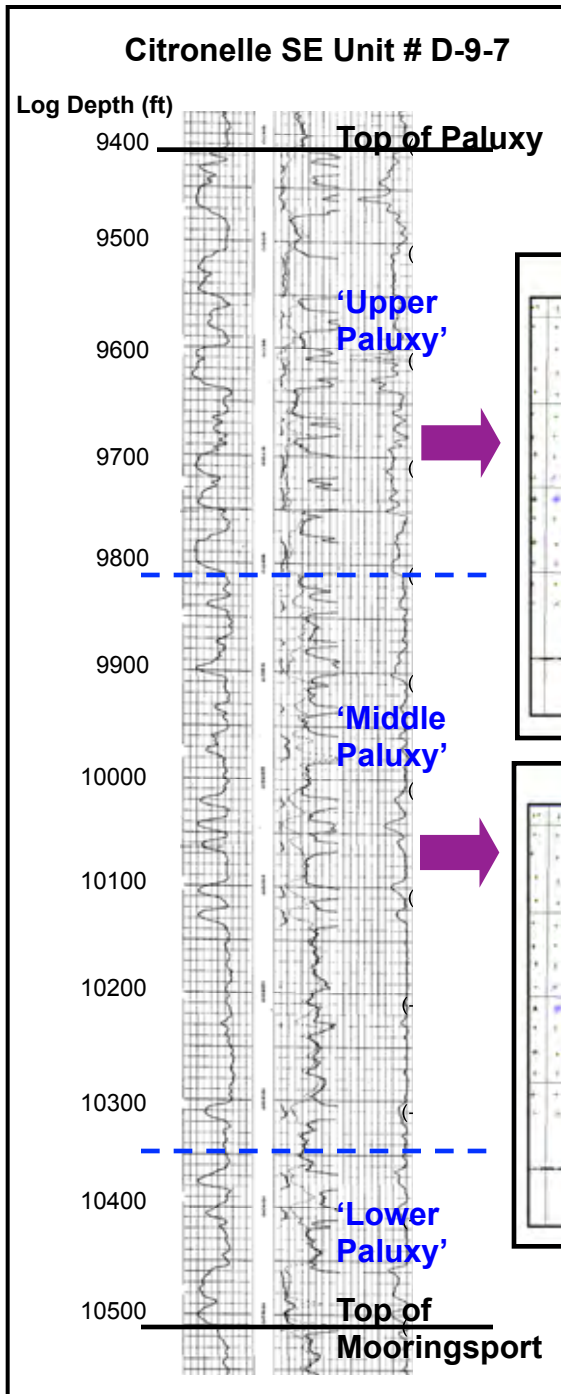 Citronelle SE Unit # D-9-7
Log Depth (ft)
9400
Top of Paluxy
9500
‘Upper
Paluxy’
9600
9700
9800
9900
‘Middle
Paluxy’
10000
10100
10200
10300
10400
‘Lower
Paluxy’
10500
Top of
Mooringsport